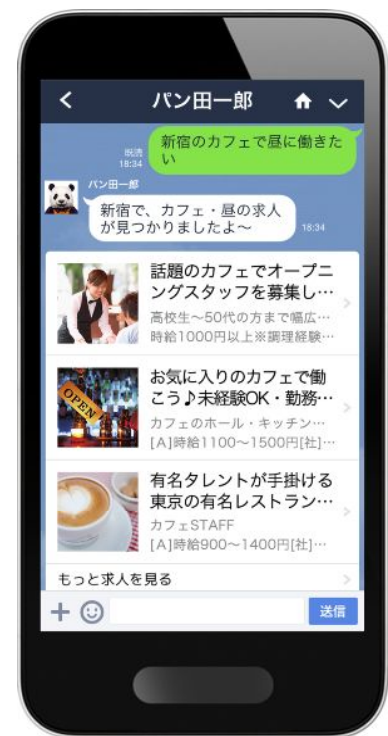 パン田一郎
新宿のカフェで昼に働きた
い
既読
18:34
パン田一郎
新宿で、カフェ・昼の求人
が見つかりましたよ～
18:34
話題のカフェでオープニ
ングスタッフを募集し…
高校生～50代の方まで幅広…
時給1000円以上※調理経験…
OPEN
お気に入りのカフェで働
こう♪未経験OK・勤務…
カフェのホール・キッチン…
[A]時給1100～1500円[社]…
有名タレントが手掛ける
東京の有名レストラン…
カフェSTAFF
[A]時給900～1400円[社]…
もっと求人を見る
送信